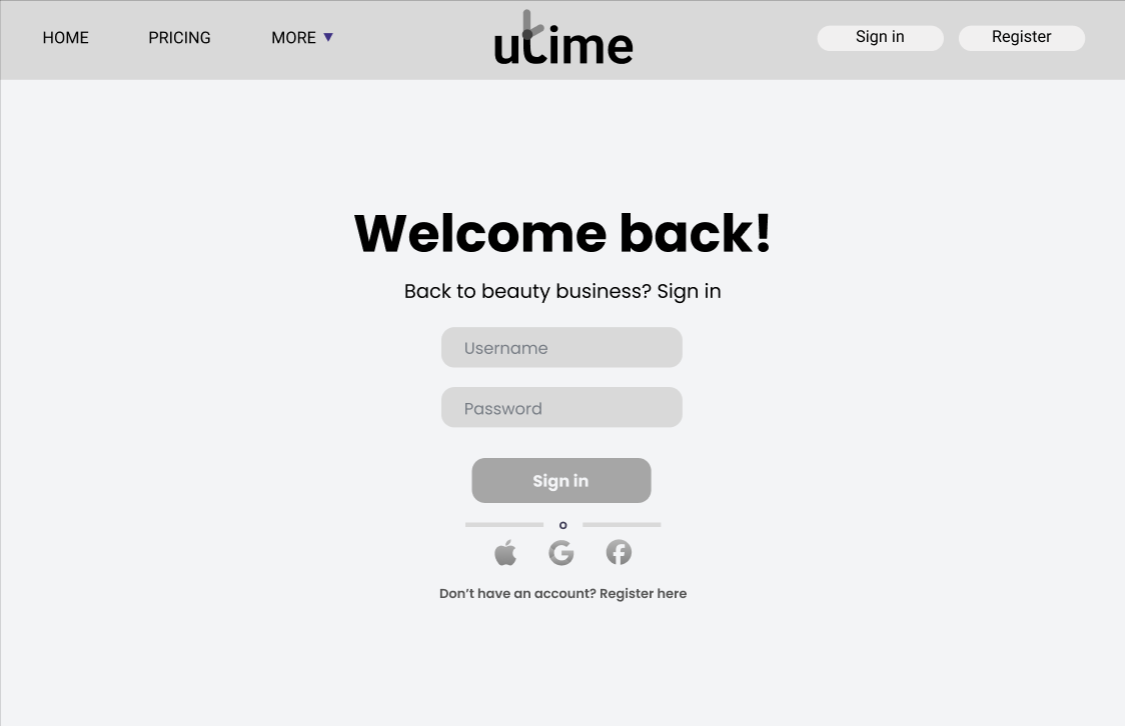 HOME
PRICING
MORE ▼
utime
Sign in
Register
Welcome back!
Back to beauty business? Sign in
Username
Password
Sign in
o
Don’t have an account? Register here